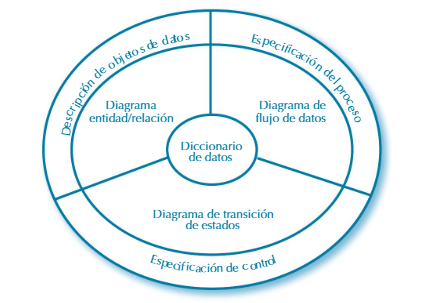 Descripción de objetos de datos
Especificación del proceso
Diagrama
entidad/relación
Diagrama de
flujo de datos
Diccionario
de datos
Diagrama de transición
de estados
Especificación de control